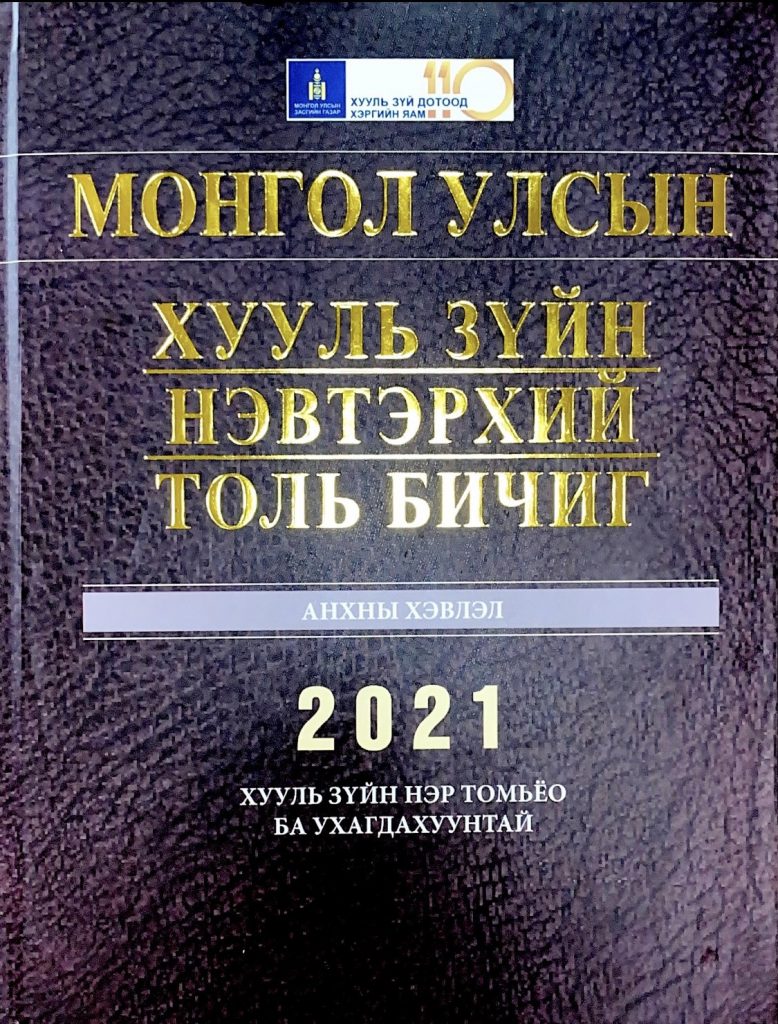 МОНГОЛ УЛСЫН
ЗАСГИЙН ГАЗАР
ХУУЛЬ ЗҮЙ ДОТООД
ХЭРГИЙН ЯАМ
110
МОНГОЛ УЛСЫН
ХУУЛЬ ЗҮЙН
НЭВТЭРХИЙ
ТОЛЬ БИЧИГ
АНХНЫ ХЭВЛЭЛ
2021
ХУУЛЬ ЗҮЙН НЭР ТОМЬЁО
БА УХАГДАХУУНТАЙ